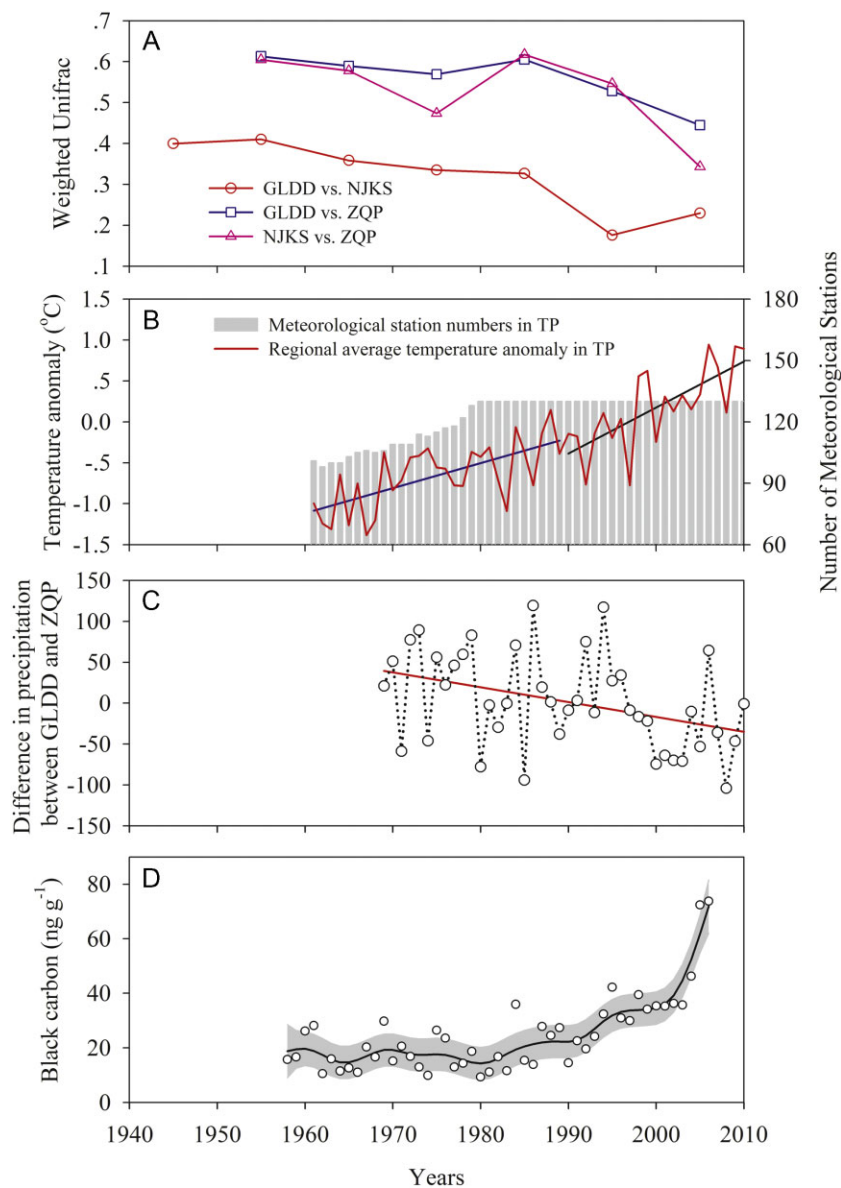 A
.7
.6
.5
.4
.3
.2
.1
Weighted Unifrac
GLDD vs. NJKS
GLDD vs. ZQP
NJKS vs. ZQP
B
1.5
1.0
.5
0.0
-.5
-1.0
-1.5
Temperature anomaly (°C)
Meteorological station numbers in TP
Regional average temperature anomaly in TP
180
150
120
90
60
Number of Meteorological Stations
C
150
100
50
0
-50
-100
-150
Difference in precipitation
between GLDD and ZQP
D
80
60
40
20
0
Black carbon (ng g⁻¹)
1940 1950 1960 1970 1980 1990 2000 2010
Years